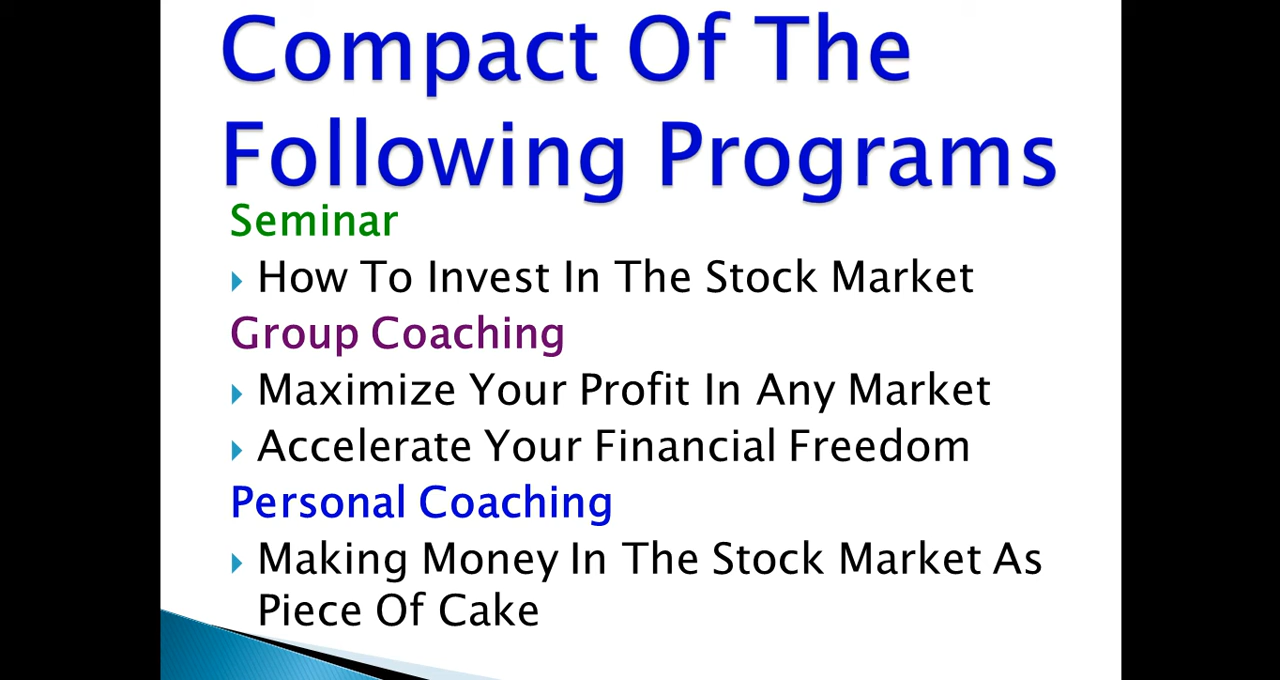 Compact Of The
Following Programs
Seminar
How To Invest In The Stock Market
Group Coaching
Maximize Your Profit In Any Market
Accelerate Your Financial Freedom
Personal Coaching
Making Money In The Stock Market As
Piece Of Cake